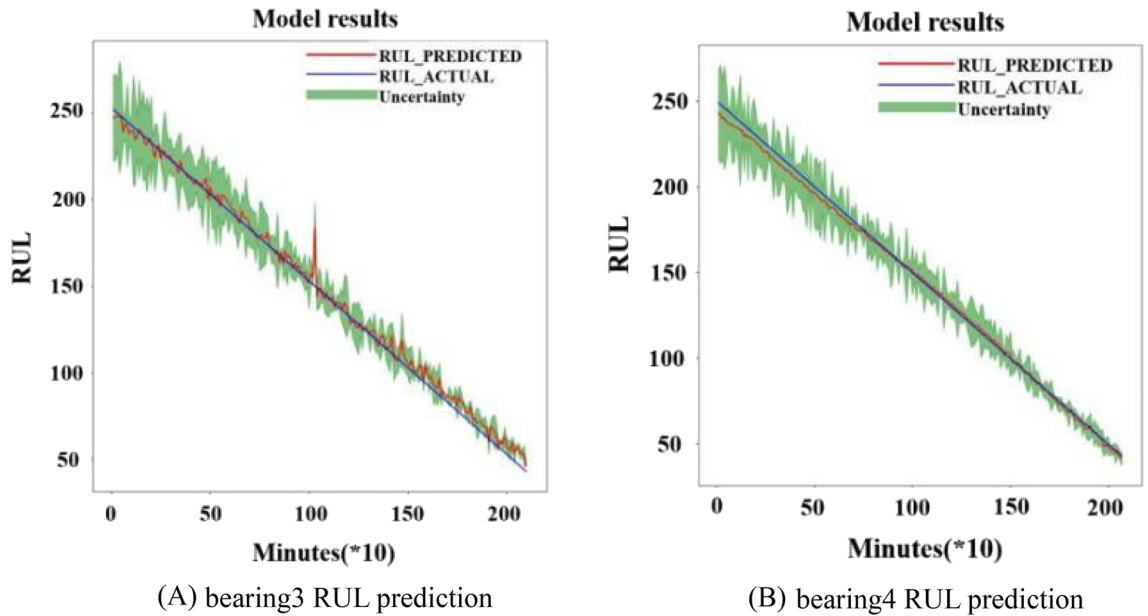 Model results
RUL_PREDICTED
RUL_ACTUAL
Uncertainty
250
200
150
100
50
RUL
0 50 100 150 200
Minutes(*10)
(A) bearing3 RUL prediction
Model results
RUL_PREDICTED
RUL_ACTUAL
Uncertainty
250
200
150
100
50
RUL
0 50 100 150 200
Minutes(*10)
(B) bearing4 RUL prediction